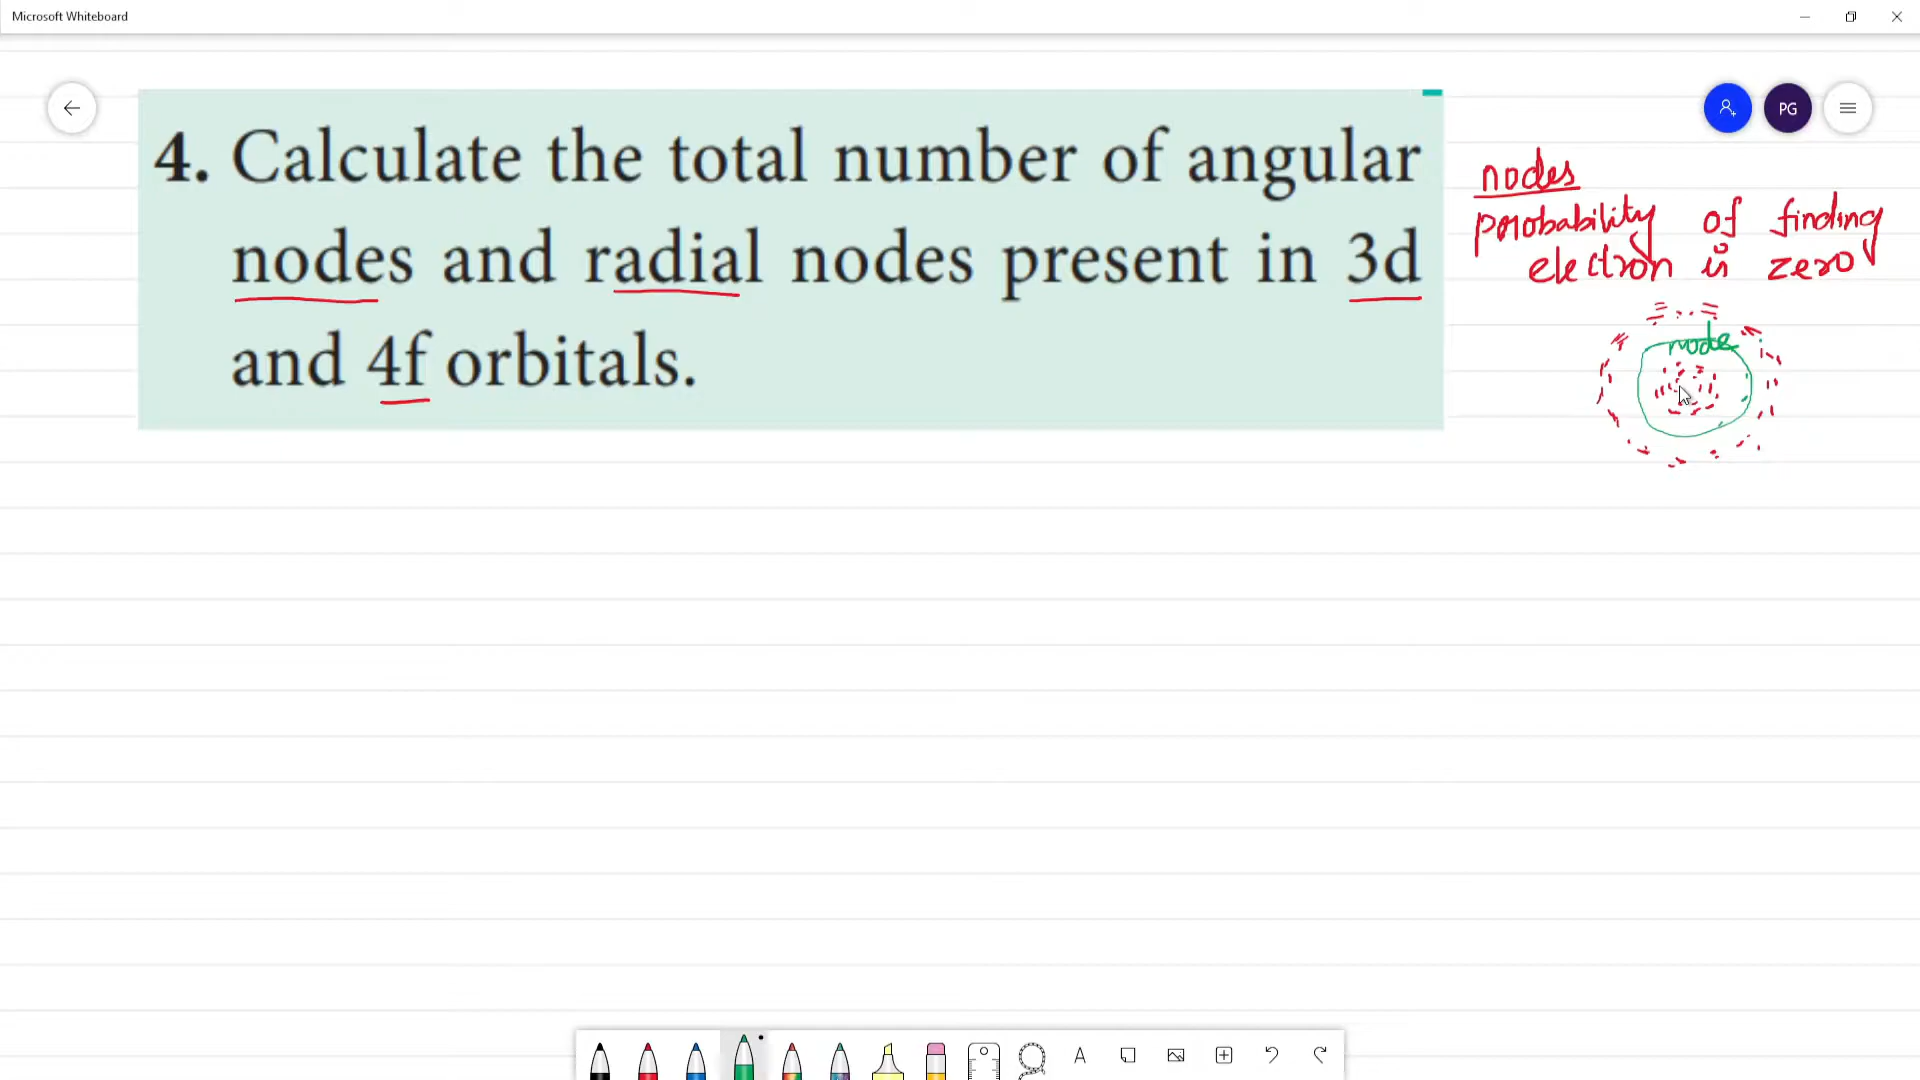 Microsoft Whiteboard
PG
4. Calculate the total number of angular
nodes and radial nodes present in 3d
and 4f orbitals.
nodes
probability of finding
electron is zero
node
A